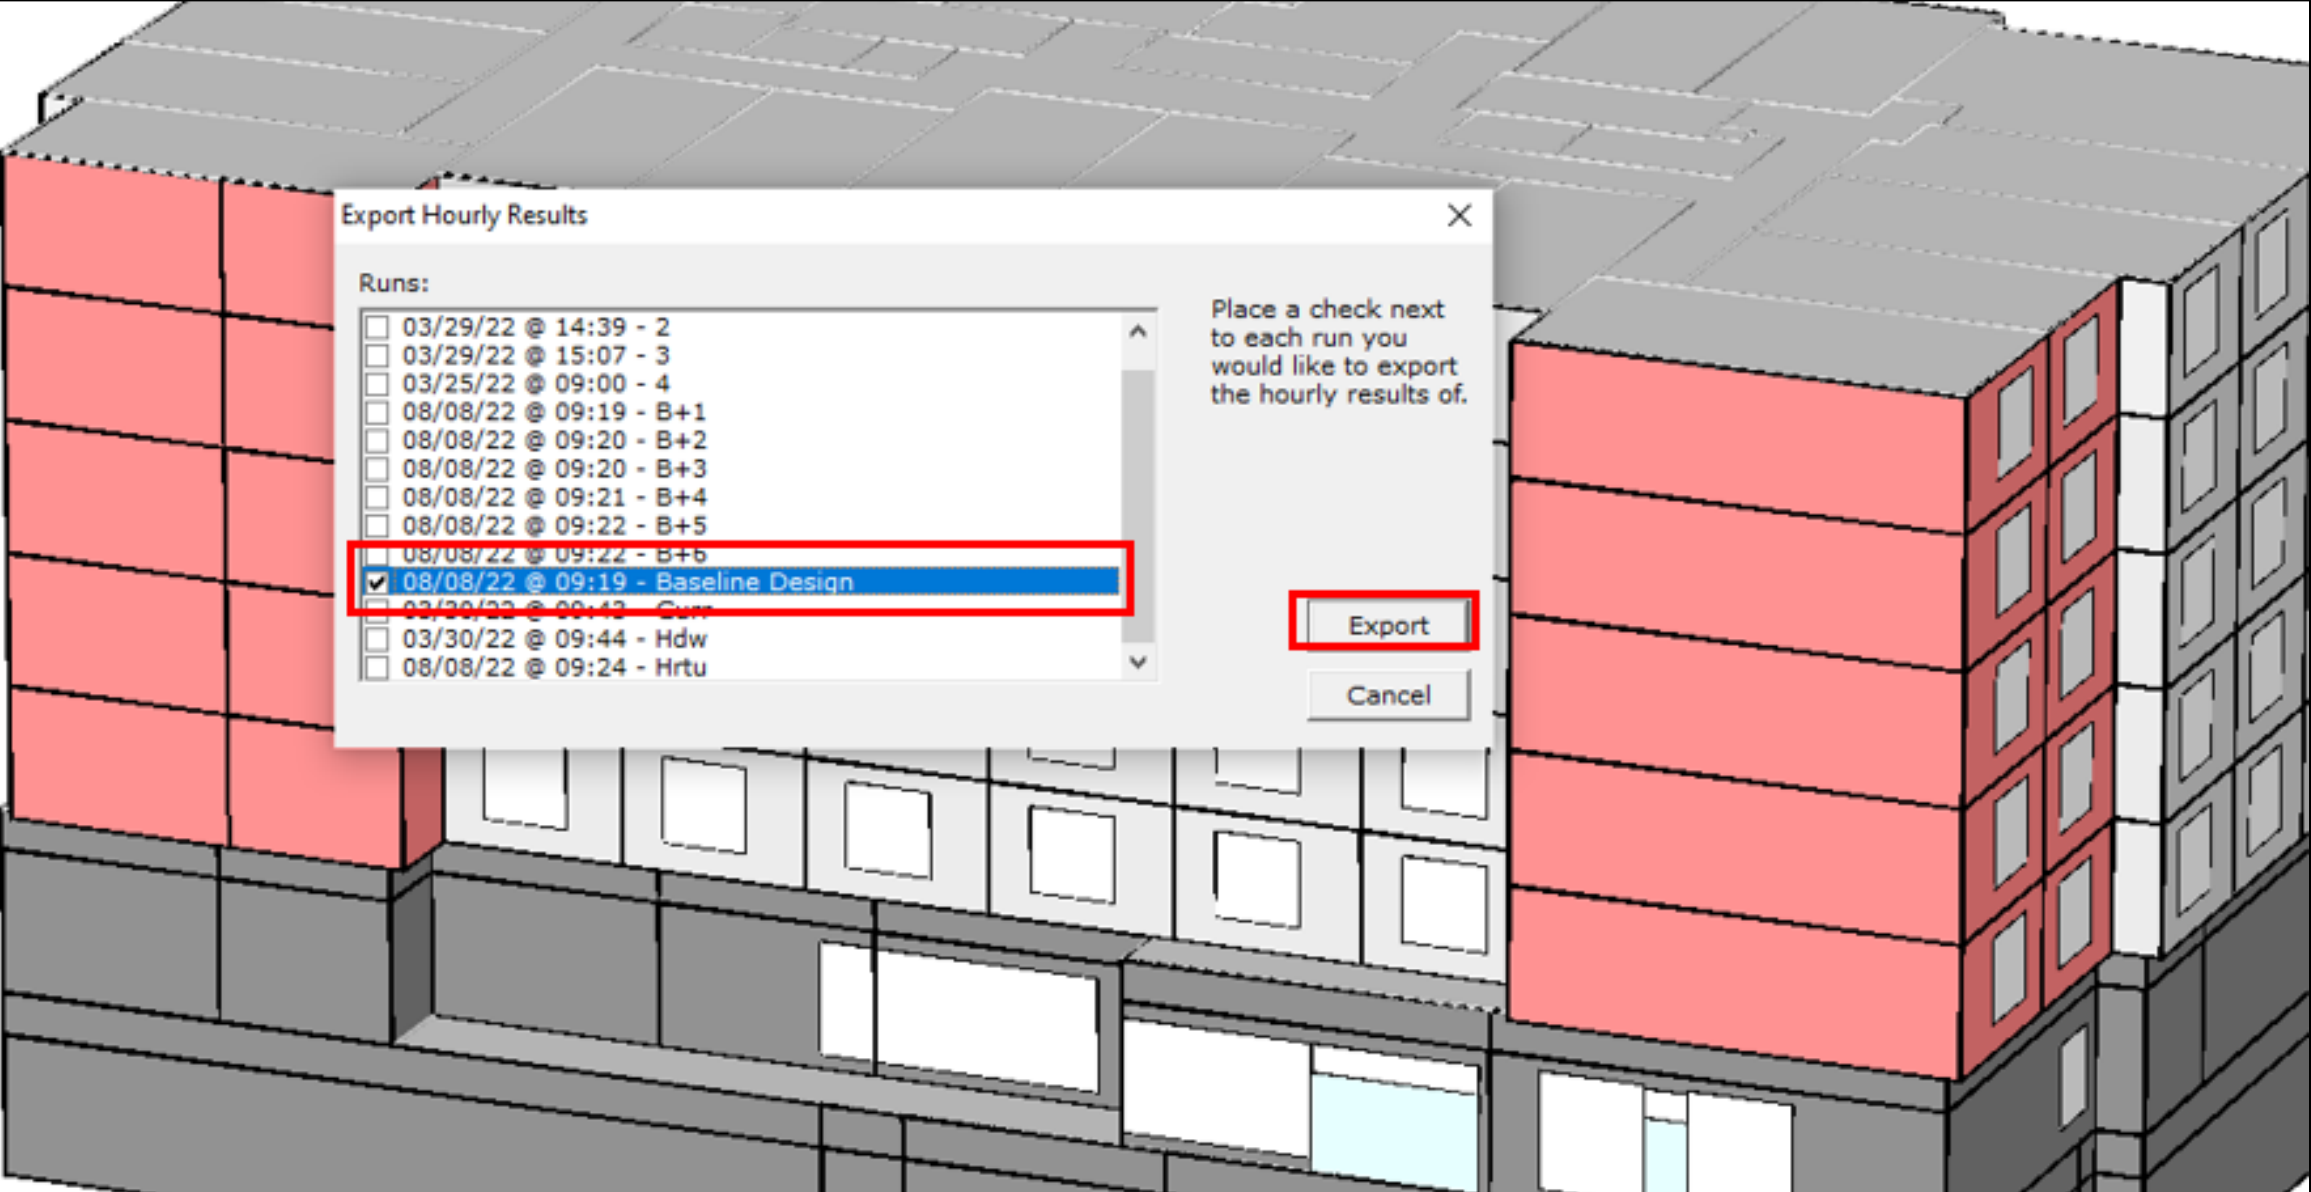 Export Hourly Results
Runs:
03/29/22 @ 14:39 - 2
03/29/22 @ 15:07 - 3
03/25/22 @ 09:00 - 4
08/08/22 @ 09:19 - B+1
08/08/22 @ 09:20 - B+2
08/08/22 @ 09:20 - B+3
08/08/22 @ 09:21 - B+4
08/08/22 @ 09:22 - B+5
08/08/22 @ 09:22 - B+6
08/08/22 @ 09:19 - Baseline Design
03/30/22 @ 09:44 - Hdw
08/08/22 @ 09:24 - Hrtu
Place a check next
to each run you
would like to export
the hourly results of.
Export
Cancel